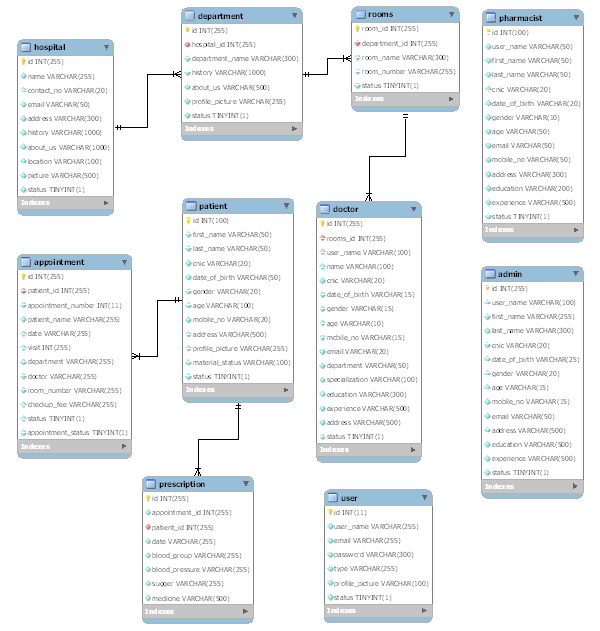 hospital
id INT(255)
name VARCHAR(255)
contact_no VARCHAR(20)
email VARCHAR(50)
address VARCHAR(300)
history VARCHAR(1000)
about_us VARCHAR(1000)
location VARCHAR(100)
picture VARCHAR(500)
status TINYINT(1)
Indexes
department
id INT(255)
hospital_id INT(255)
department_name VARCHAR(300)
history VARCHAR(1000)
about_us VARCHAR(500)
profile_picture VARCHAR(255)
status TINYINT(1)
Indexes
rooms
room_id INT(255)
department_id INT(255)
room_name VARCHAR(300)
room_number VARCHAR(255)
status TINYINT(1)
Indexes
pharmacist
id INT(100)
user_name VARCHAR(50)
first_name VARCHAR(50)
last_name VARCHAR(50)
cnic VARCHAR(20)
date_of_birth VARCHAR(20)
gender VARCHAR(10)
age VARCHAR(50)
email VARCHAR(50)
mobile_no VARCHAR(50)
address VARCHAR(300)
education VARCHAR(200)
experience VARCHAR(500)
status TINYINT(1)
Indexes
appointment
id INT(255)
patient_id INT(255)
appointment_number INT(11)
patient_name VARCHAR(255)
date VARCHAR(255)
visit INT(255)
department VARCHAR(255)
doctor VARCHAR(255)
room_number VARCHAR(255)
checkup_fee VARCHAR(255)
status TINYINT(1)
appointment_status TINYINT(1)
Indexes
patient
id INT(100)
first_name VARCHAR(50)
last_name VARCHAR(50)
cnic VARCHAR(20)
date_of_birth VARCHAR(50)
gender VARCHAR(20)
age VARCHAR(100)
mobile_no VARCHAR(20)
address VARCHAR(500)
profile_picture VARCHAR(255)
material_status VARCHAR(100)
status TINYINT(1)
Indexes
doctor
id INT(255)
rooms_id INT(255)
user_name VARCHAR(100)
name VARCHAR(100)
cnic VARCHAR(20)
date_of_birth VARCHAR(15)
gender VARCHAR(15)
age VARCHAR(10)
mobile_no VARCHAR(15)
email VARCHAR(20)
department VARCHAR(50)
specialization VARCHAR(100)
education VARCHAR(300)
experience VARCHAR(500)
address VARCHAR(500)
status TINYINT(1)
Indexes
admin
id INT(255)
user_name VARCHAR(100)
first_name VARCHAR(255)
last_name VARCHAR(300)
cnic VARCHAR(20)
date_of_birth VARCHAR(25)
gender VARCHAR(20)
age VARCHAR(15)
mobile_no VARCHAR(15)
email VARCHAR(50)
address VARCHAR(500)
education VARCHAR(500)
experience VARCHAR(500)
status TINYINT(1)
Indexes
prescription
id INT(255)
appointment_id INT(255)
patient_id INT(255)
date VARCHAR(255)
blood_group VARCHAR(255)
blood_pressure VARCHAR(255)
sugger VARCHAR(255)
medicine VARCHAR(500)
Indexes
user
id INT(11)
user_name VARCHAR(255)
email VARCHAR(255)
password VARCHAR(300)
type VARCHAR(255)
profile_picture VARCHAR(100)
status TINYINT(1)
Indexes